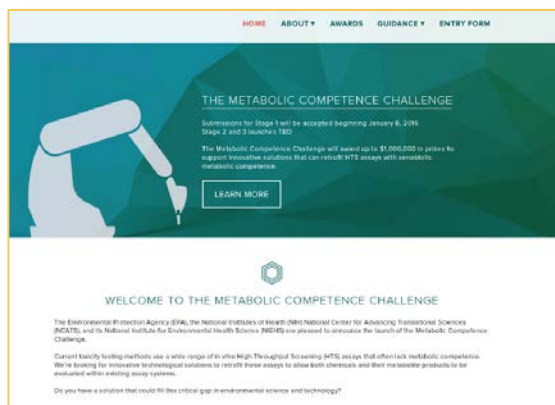 HOME ABOUT ▾ AWARDS GUIDANCE ▾ ENTRY FORM
THE METABOLIC COMPETENCE CHALLENGE
Submissions for Stage 1 will be accepted beginning January 8, 2016
Stage 2 and 3 launches TBD
The Metabolic Competence Challenge will award up to $1,000,000 in prizes to
support innovative solutions that can retrofit HTS assays with xenobiotic
metabolic competence.
LEARN MORE
WELCOME TO THE METABOLIC COMPETENCE CHALLENGE
The Environmental Protection Agency (EPA), the National Institutes of Health (NIH) National Center for Advancing Translational Sciences
(NCATS), and its National Institute for Environmental Health Science (NIEHS) are pleased to announce the launch of the Metabolic Competence
Challenge.
Current toxicity testing methods use a wide range of in vitro High Throughput Screening (HTS) assays that often lack metabolic competence.
We're looking for innovative technological solutions to retrofit these assays to allow both chemicals and their metabolite products to be
evaluated within existing assay systems.
Do you have a solution that could fill this critical gap in environmental science and technology?